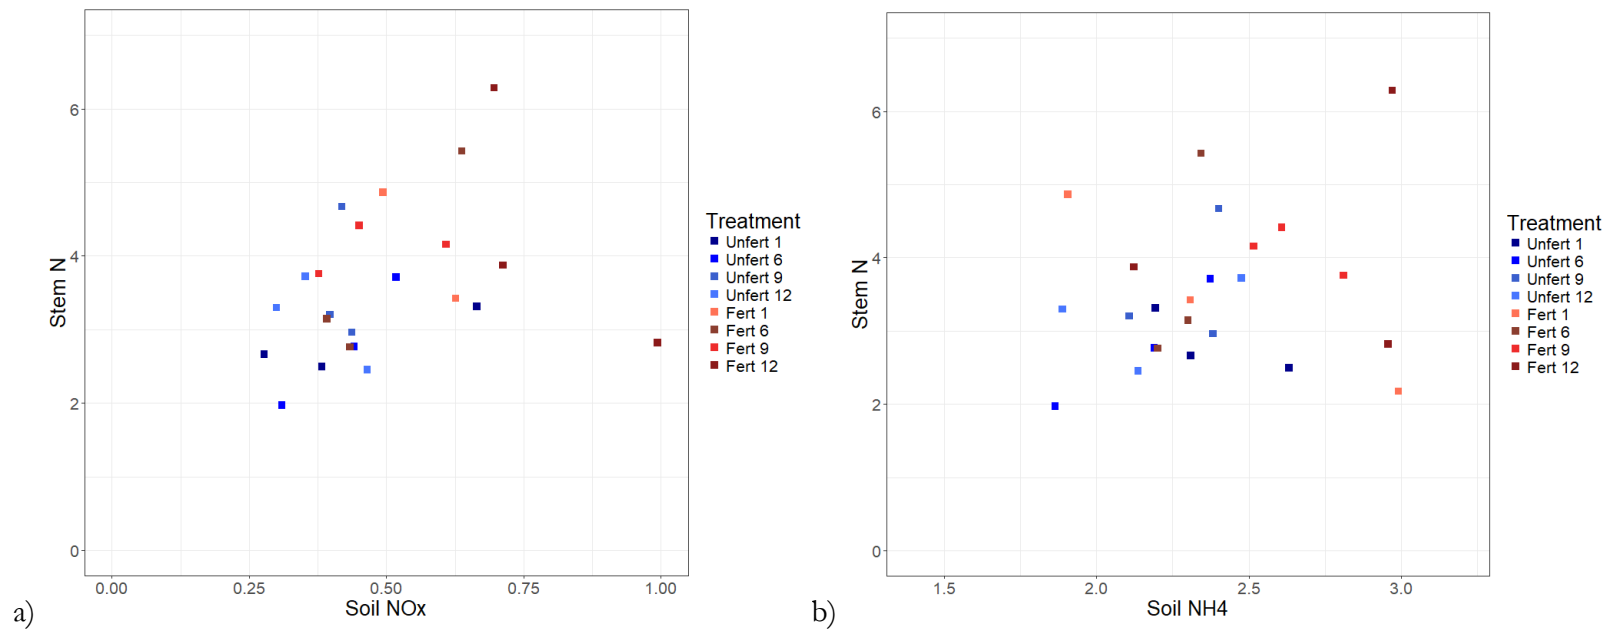 6
4
2
0
Stem N
0.00 0.25 0.50 0.75 1.00
Soil NOx
a)
Treatment
Unfert 1
Unfert 6
Unfert 9
Unfert 12
Fert 1
Fert 6
Fert 9
Fert 12
6
4
2
0
Stem N
1.5 2.0 2.5 3.0
Soil NH4
b)
Treatment
Unfert 1
Unfert 6
Unfert 9
Unfert 12
Fert 1
Fert 6
Fert 9
Fert 12